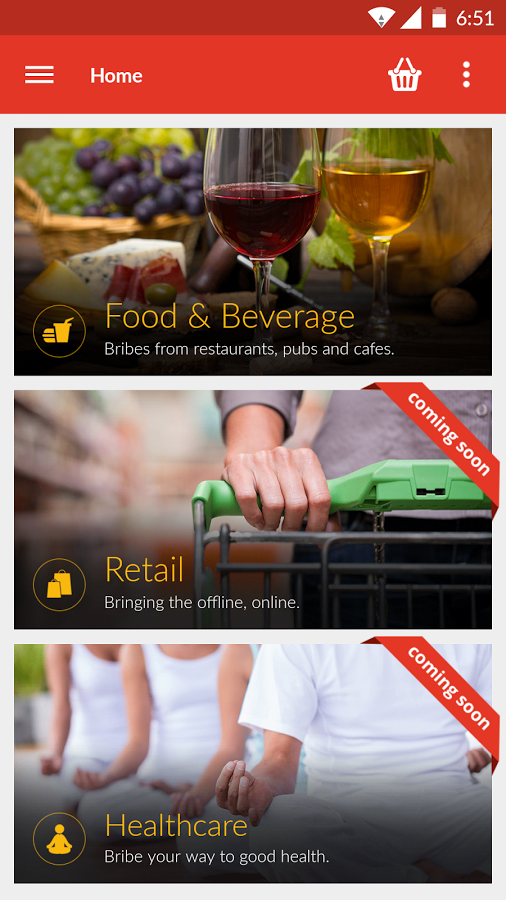 6:51
Home
Food & Beverage
Bribes from restaurants, pubs and cafes.
coming soon
Retail
Bringing the offline, online.
coming soon
Healthcare
Bribe your way to good health.